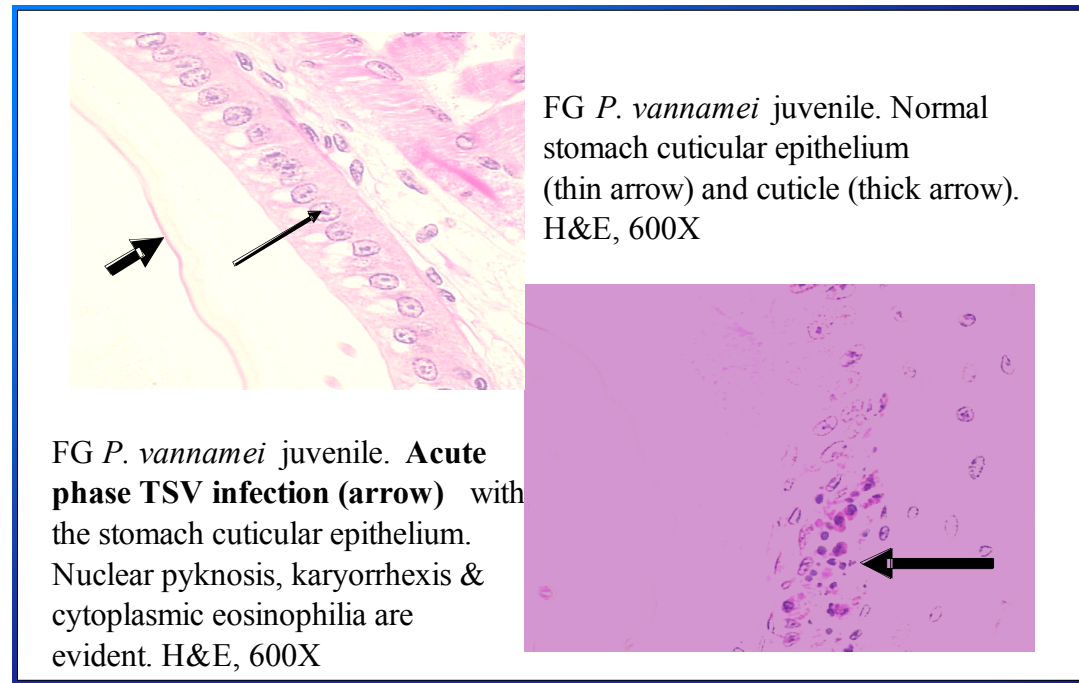 FG P. vannamei juvenile. Normal
stomach cuticular epithelium
(thin arrow) and cuticle (thick arrow).
H&E, 600X
FG P. vannamei juvenile. Acute
phase TSV infection (arrow) with
the stomach cuticular epithelium.
Nuclear pyknosis, karyorrhexis &
cytoplasmic eosinophilia are
evident. H&E, 600X